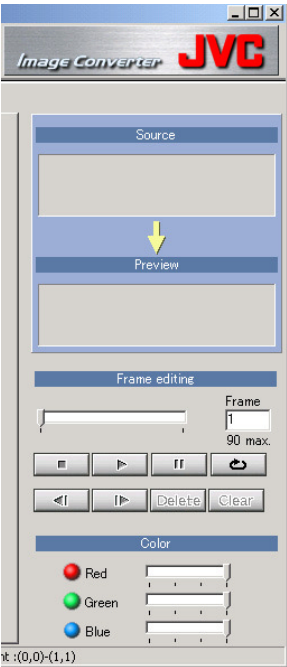 Image Converter JVC
Source
Preview
Frame editing
Frame
1
90 max.
Delete Clear
Color
Red
Green
Blue
nt :(0,0)-(1,1)